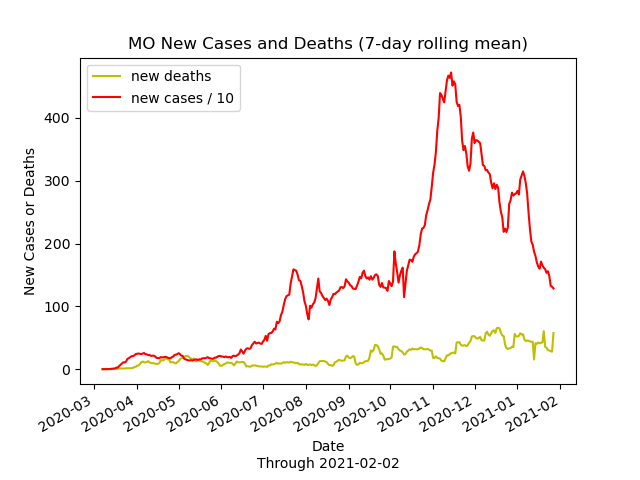 MO New Cases and Deaths (7-day rolling mean)
new deaths
new cases / 10
New Cases or Deaths
400
300
200
100
0
2020-03
2020-04
2020-05
2020-06
2020-07
2020-08
2020-09
2020-10
2020-11
2020-12
2021-01
2021-02
Date
Through 2021-02-02